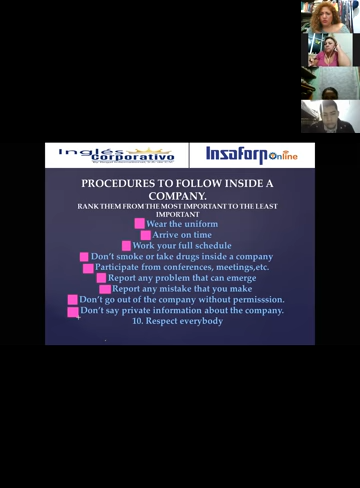 Inglés Corporativo
Insaforp Online
PROCEDURES TO FOLLOW INSIDE A
COMPANY.
RANK THEM FROM THE MOST IMPORTANT TO THE LEAST
IMPORTANT
Wear the uniform
Arrive on time
Work your full schedule
Don't smoke or take drugs inside a company
Participate from conferences, meetings,etc.
Report any problem that can emerge
Report any mistake that you make
Don't go out of the company without permisssion.
Don't say private information about the company.
10. Respect everybody